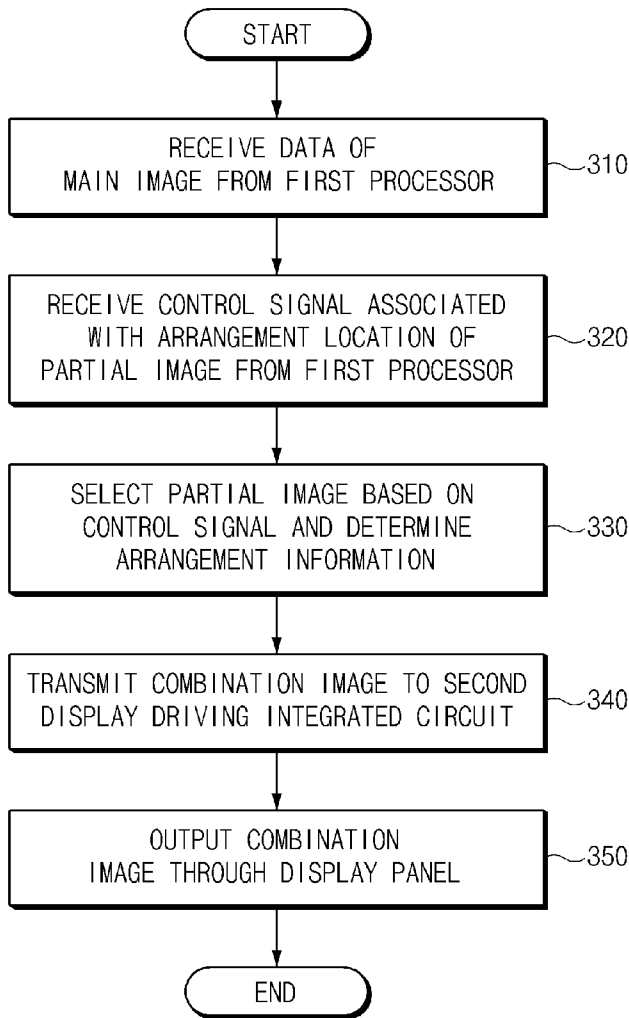 START
RECEIVE DATA OF
MAIN IMAGE FROM FIRST PROCESSOR
310
RECEIVE CONTROL SIGNAL ASSOCIATED
WITH ARRANGEMENT LOCATION OF
PARTIAL IMAGE FROM FIRST PROCESSOR
320
SELECT PARTIAL IMAGE BASED ON
CONTROL SIGNAL AND DETERMINE
ARRANGEMENT INFORMATION
330
TRANSMIT COMBINATION IMAGE TO SECOND
DISPLAY DRIVING INTEGRATED CIRCUIT
340
OUTPUT COMBINATION
IMAGE THROUGH DISPLAY PANEL
350
END